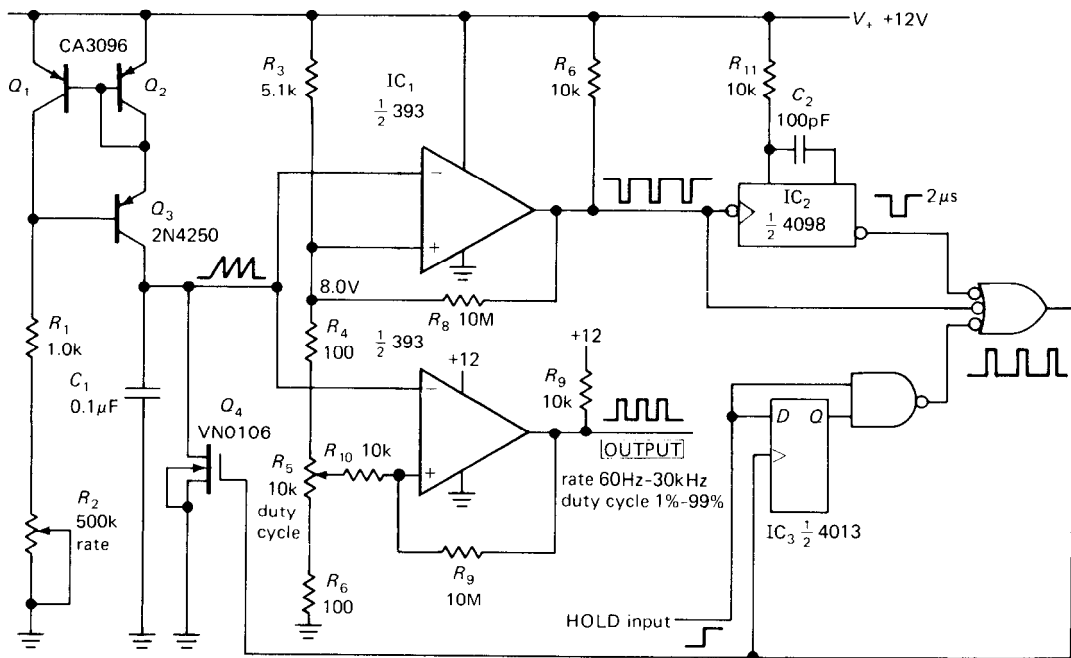 V+ +12V
CA3096
Q1
Q2
R3
5.1k
IC1
½ 393
R6
10k
R11
10k
C2
100pF
−
+
IC2
½ 4098
2μs
Q3
2N4250
8.0V
R8 10M
R4
100
½ 393
+12
R9
10k
R1
1.0k
C1
0.1μF
Q4
VN0106
−
+
R10 10k
OUTPUT
rate 60Hz-30kHz
duty cycle 1%-99%
D Q
R5
10k
duty
cycle
R2
500k
rate
IC3 ½ 4013
R9
10M
R6
100
HOLD input